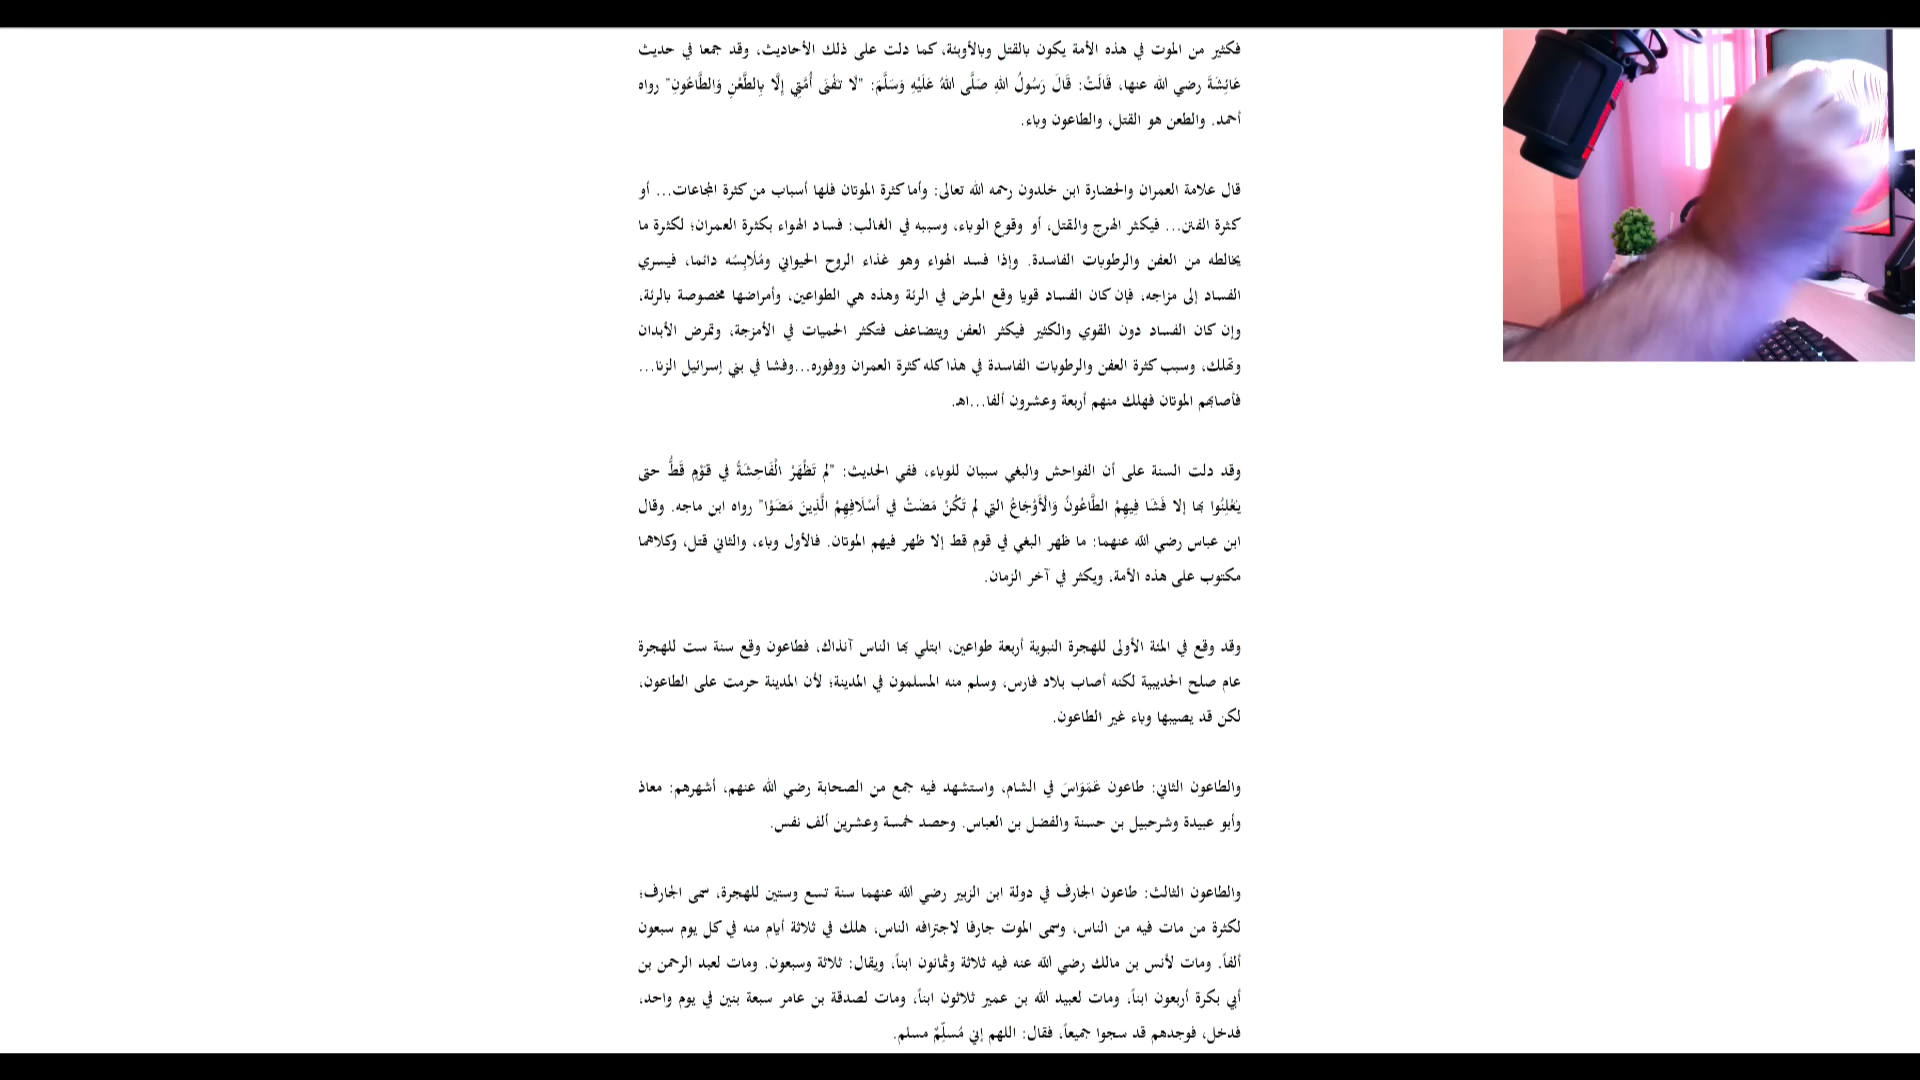 فكثير من الموت في هذه الأمة يكون بالقتل وبالأوبئة، كما دلت على ذلك الأحاديث، وقد جمعا في حديث
عَائِشَةَ رضي الله عنها، قَالَتْ: قَالَ رَسُولُ اللهِ صَلَّى اللهُ عَلَيْهِ وَسَلَّمَ: "لَا تَفْنَى أُمَّتِي إِلَّا بِالطَّعْنِ وَالطَّاعُونِ" رواه
أحمد. والطعن هو القتل، والطاعون وباء.
قال علامة العمران والحضارة ابن خلدون رحمه الله تعالى: وأما كثرة الموتان فلها أسباب من كثرة المجاعات... أو
كثرة الفتن... فيكثر الهرج والقتل، أو وقوع الوباء، وسببه في الغالب: فساد الهواء بكثرة العمران؛ لكثرة ما
يخالطه من العفن والرطوبات الفاسدة. وإذا فسد الهواء وهو غذاء الروح الحيواني ومُلَابِسُه دائما، فيسري
الفساد إلى مزاجه، فإن كان الفساد قويا وقع المرض في الرئة وهذه هي الطواعين، وأمراضها مخصوصة بالرئة،
وإن كان الفساد دون القوي والكثير فيكثر العفن ويتضاعف فتكثر الحميات في الأمزجة، وتمرض الأبدان
وتهلك، وسبب كثرة العفن والرطوبات الفاسدة في هذا كله كثرة العمران ووفوره...وفشا في بني إسرائيل الزنا...
فأصابهم الموتان فهلك منهم أربعة وعشرون ألفا...اهـ.
وقد دلت السنة على أن الفواحش والبغي سببان للوباء، ففي الحديث: "لم تَظْهَرْ الْفَاحِشَةُ في قَوْمٍ قَطُّ حتى
يُعْلِنُوا بها إلا فَشَا فِيهِمْ الطَّاعُونُ وَالْأَوْجَاعُ التي لم تَكُنْ مَضَتْ في أَسْلَافِهِمْ الَّذِينَ مَضَوْا" رواه ابن ماجه. وقال
ابن عباس رضي الله عنهما: ما ظهر البغي في قوم قط إلا ظهر فيهم الموتان. فالأول وباء، والثاني قتل، وكلاهما
مكتوب على هذه الأمة، ويكثر في آخر الزمان.
وقد وقع في المئة الأولى للهجرة النبوية أربعة طواعين، ابتلي بها الناس آنذاك، فطاعون وقع سنة ست للهجرة
عام صلح الحديبية لكنه أصاب بلاد فارس، وسلم منه المسلمون في المدينة؛ لأن المدينة حرمت على الطاعون،
لكن قد يصيبها وباء غير الطاعون.
والطاعون الثاني: طاعون عَمَوَاسَ في الشام، واستشهد فيه جمع من الصحابة رضي الله عنهم، أشهرهم: معاذ
وأبو عبيدة وشرحبيل بن حسنة والفضل بن العباس. وحصد خمسة وعشرين ألف نفس.
والطاعون الثالث: طاعون الجارف في دولة ابن الزبير رضي الله عنهما سنة تسع وستين للهجرة، سمى الجارف؛
لكثرة من مات فيه من الناس، وسمى الموت جارفا لاجترافه الناس، هلك في ثلاثة أيام منه في كل يوم سبعون
ألفاً. ومات لأنس بن مالك رضي الله عنه فيه ثلاثة وثمانون ابناً، ويقال: ثلاثة وسبعون. ومات لعبد الرحمن بن
أبي بكرة أربعون ابناً، ومات لعبيد الله بن عمير ثلاثون ابناً، ومات لصدقة بن عامر سبعة بنين في يوم واحد،
فدخل، فوجدهم قد سجوا جميعاً، فقال: اللهم إني مُسلِّمٌ مسلم.